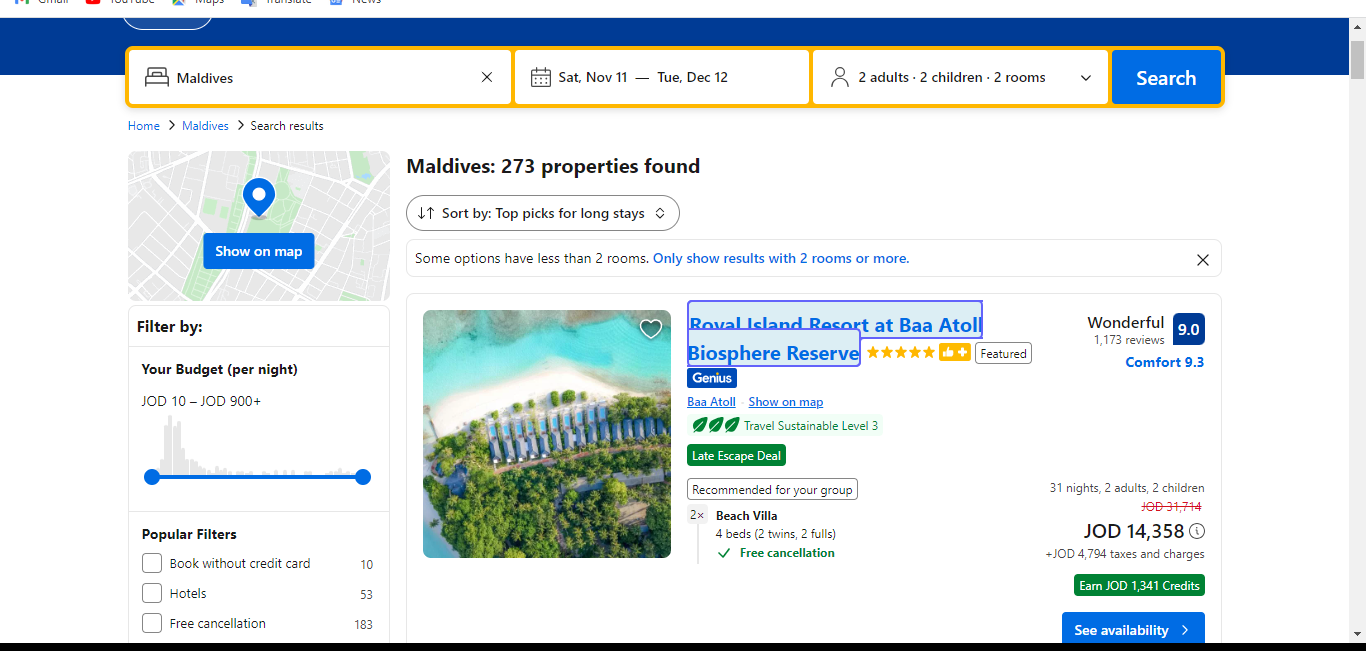 Gmail YouTube Maps Translate News
Maldives
Sat, Nov 11 — Tue, Dec 12
2 adults · 2 children · 2 rooms
Search
Home > Maldives > Search results
Show on map
Filter by:
Your Budget (per night)
JOD 10 – JOD 900+
Popular Filters
Book without credit card 10
Hotels 53
Free cancellation 183
Maldives: 273 properties found
Sort by: Top picks for long stays
Some options have less than 2 rooms. Only show results with 2 rooms or more.
Royal Island Resort at Baa Atoll
Biosphere Reserve
Featured
Genius
Baa Atoll · Show on map
Travel Sustainable Level 3
Late Escape Deal
Recommended for your group
2× Beach Villa
4 beds (2 twins, 2 fulls)
Free cancellation
Wonderful 9.0
1,173 reviews
Comfort 9.3
31 nights, 2 adults, 2 children
JOD 31,714
JOD 14,358
+JOD 4,794 taxes and charges
Earn JOD 1,341 Credits
See availability